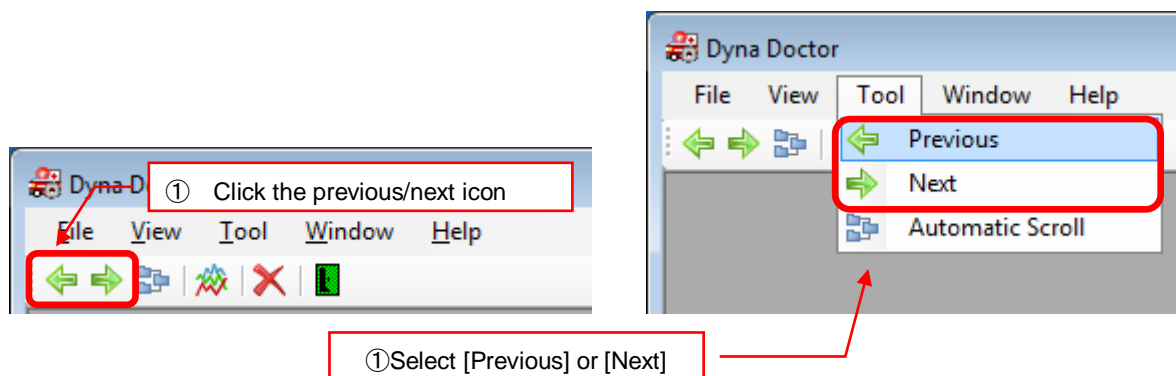 Dyna Doctor
File View Tool Window Help
Previous
Next
Automatic Scroll
Dyna D
① Click the previous/next icon
File View Tool Window Help
①Select [Previous] or [Next]